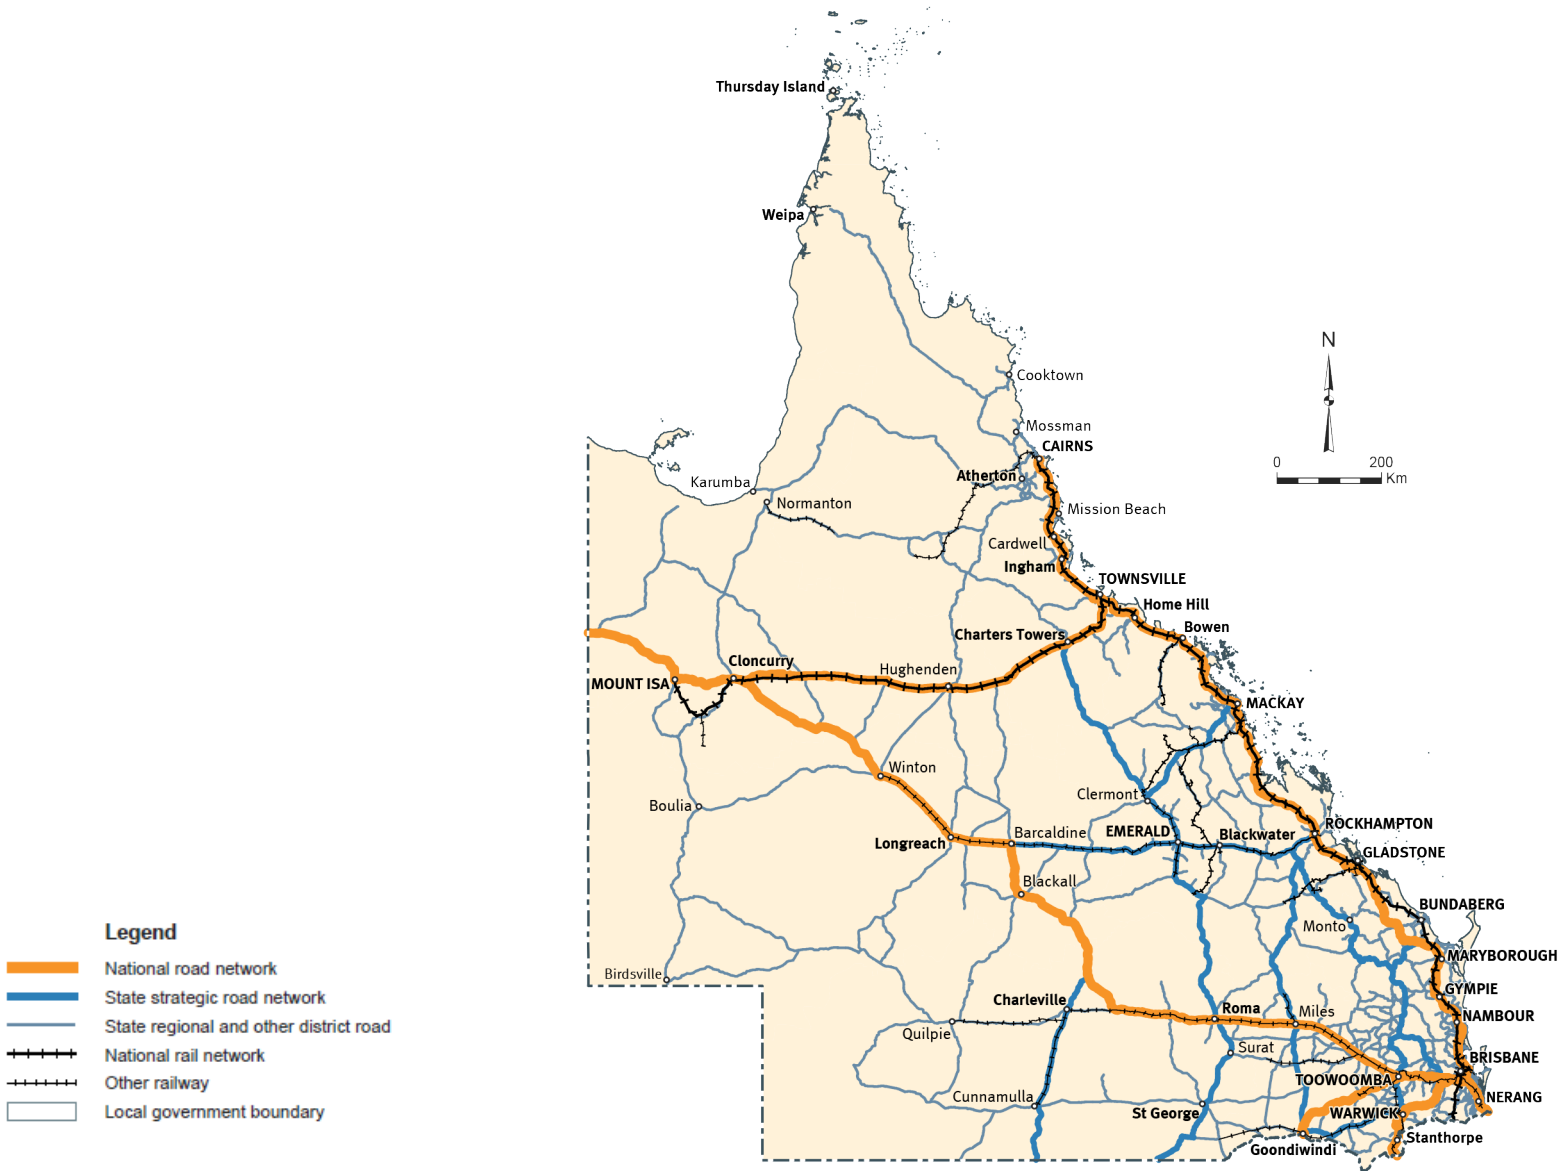 Thursday Island
Weipa
N
Cooktown
Mossman
CAIRNS
0 200
Km
Atherton
Karumba
Normanton
Mission Beach
Cardwell
Ingham
TOWNSVILLE
Home Hill
Bowen
Charters Towers
Cloncurry
Hughenden
MOUNT ISA
MACKAY
Winton
Clermont
Boulia
ROCKHAMPTON
Barcaldine
EMERALD
Blackwater
Longreach
GLADSTONE
Blackall
BUNDABERG
Monto
MARYBOROUGH
Birdsville
GYMPIE
Charleville
Roma
Miles
NAMBOUR
Quilpie
Surat
BRISBANE
TOOWOOMBA
Cunnamulla
NERANG
St George
WARWICK
Stanthorpe
Goondiwindi
Legend
National road network
State strategic road network
State regional and other district road
National rail network
Other railway
Local government boundary